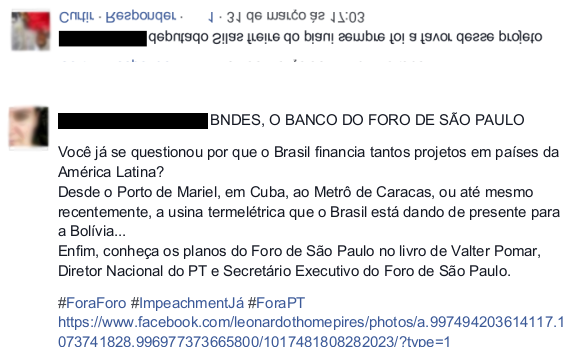 Curtir · Responder · 1 · 31 de março às 17:03
deputado Silas freire do piaui sempre foi a favor desse projeto
BNDES, O BANCO DO FORO DE SÃO PAULO
Você já se questionou por que o Brasil financia tantos projetos em países da
América Latina?
Desde o Porto de Mariel, em Cuba, ao Metrô de Caracas, ou até mesmo
recentemente, a usina termelétrica que o Brasil está dando de presente para
a Bolívia...
Enfim, conheça os planos do Foro de São Paulo no livro de Valter Pomar,
Diretor Nacional do PT e Secretário Executivo do Foro de São Paulo.
#ForaForo #ImpeachmentJá #ForaPT
https://www.facebook.com/leonardothomepires/photos/a.997494203614117.1
073741828.996977373665800/1017481808282023/?type=1